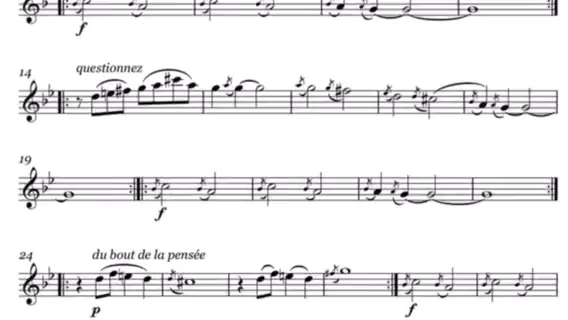 f
14
questionnez
19
f
24
du bout de la pensée
p
f